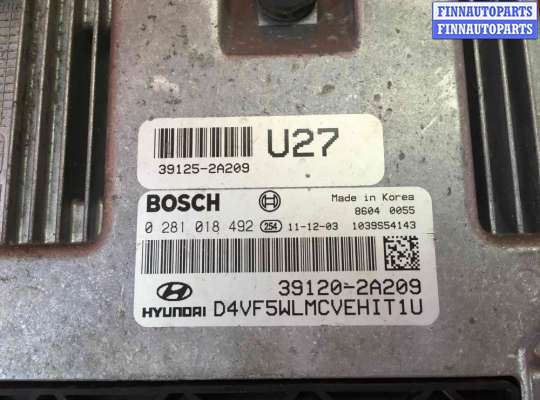 FINNAUTOPARTS
FINNAUTOPARTS
U27
39125-2A209
BOSCH
Made in Korea
8604 0055
0 281 018 492 254 11-12-03 1039S54143
39120-2A209
HYUNDAI D4VF5WLMCVEHIT1U